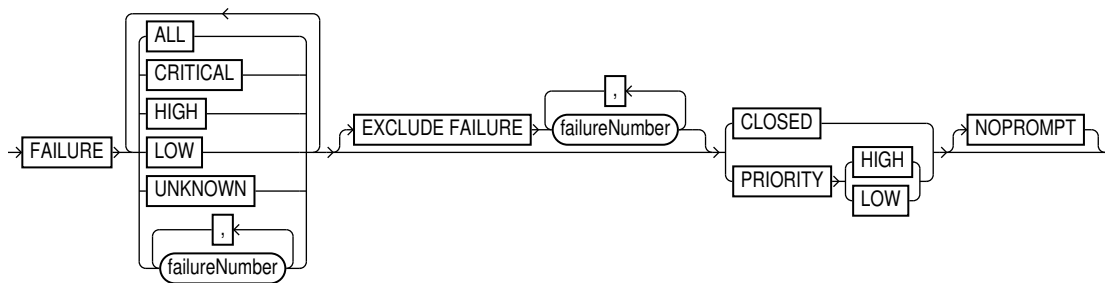 FAILURE
ALL
CRITICAL
HIGH
LOW
UNKNOWN
,
failureNumber
EXCLUDE FAILURE
,
failureNumber
CLOSED
PRIORITY
HIGH
LOW
NOPROMPT